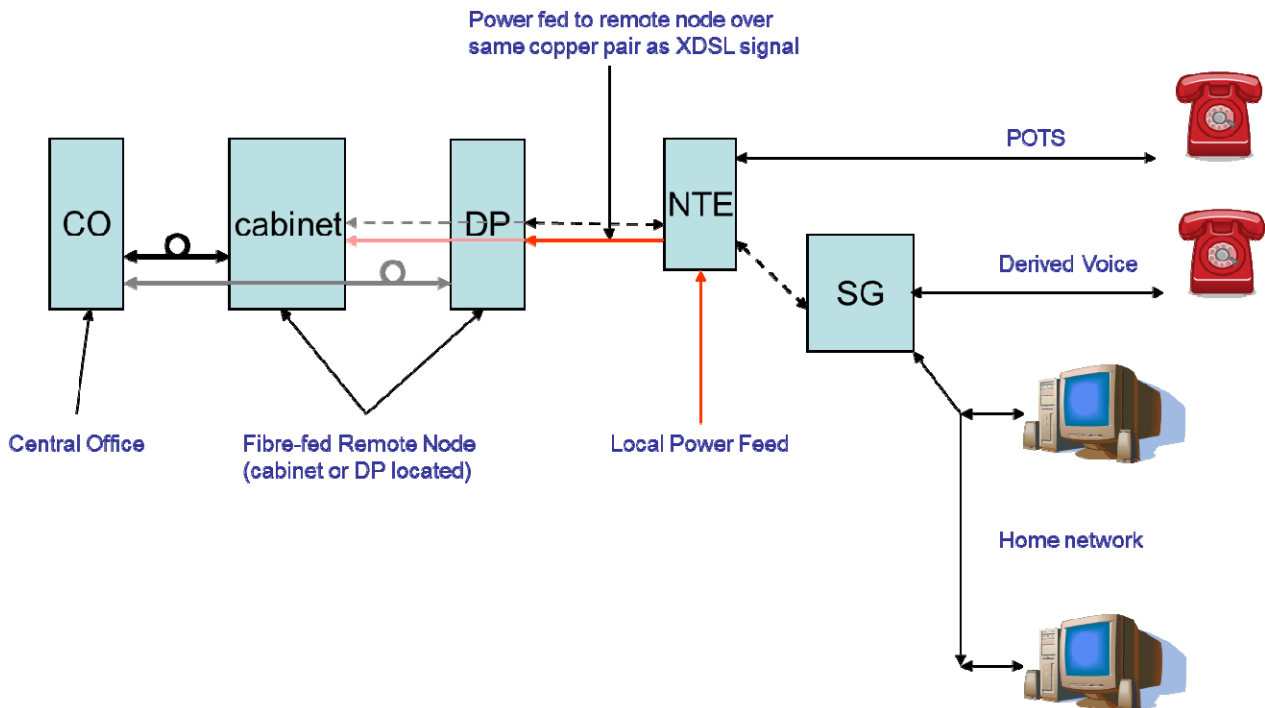 Power fed to remote node over
same copper pair as XDSL signal
POTS
CO
cabinet
DP
NTE
SG
Derived Voice
Central Office
Fibre-fed Remote Node
(cabinet or DP located)
Local Power Feed
Home network